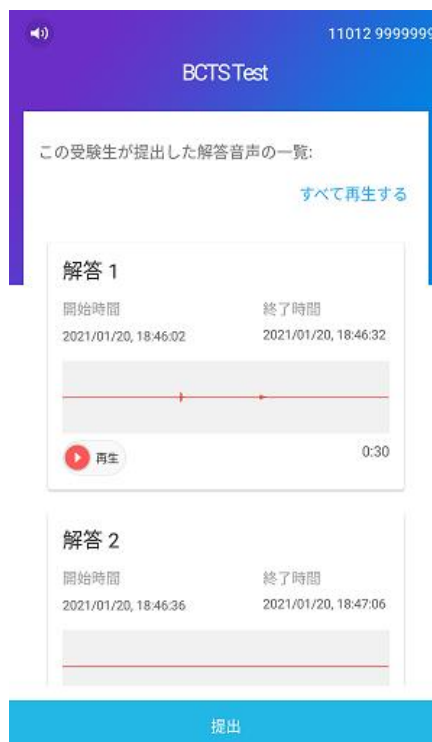 11012 9999999
BCTS Test
この受験生が提出した解答音声の一覧:
すべて再生する
解答 1
開始時間 終了時間
2021/01/20, 18:46:02 2021/01/20, 18:46:32
再生 0:30
解答 2
開始時間 終了時間
2021/01/20, 18:46:36 2021/01/20, 18:47:06
提出